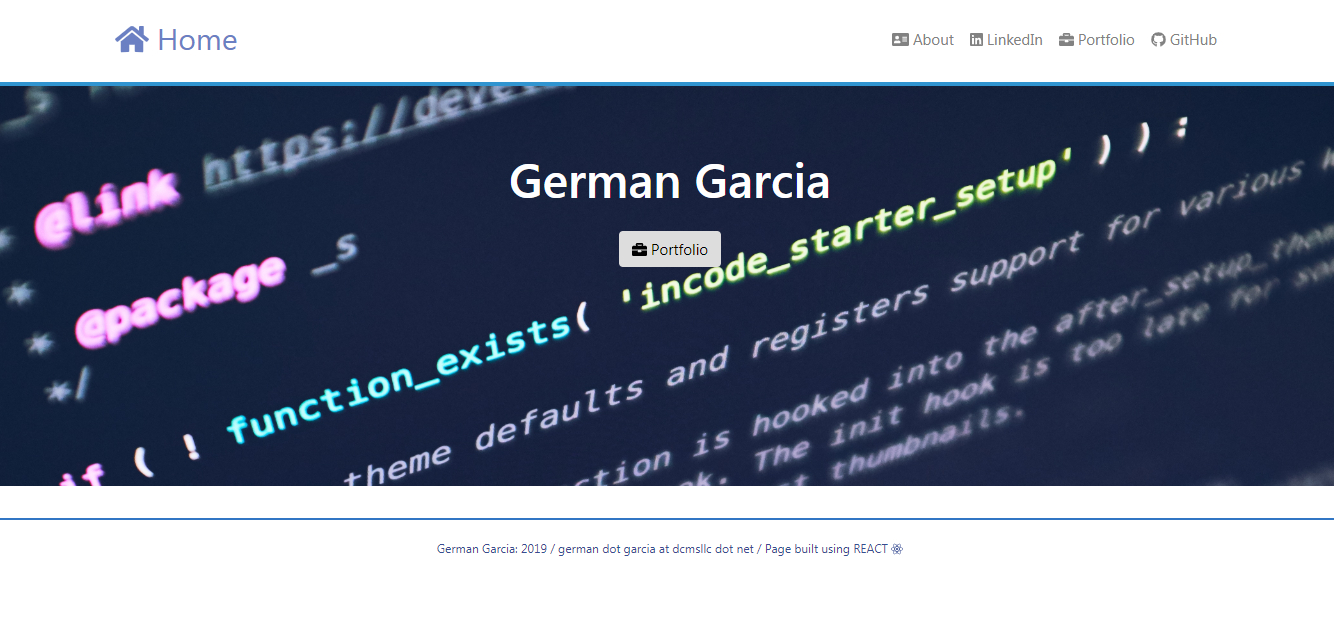 Home
About LinkedIn Portfolio GitHub
_s
https://deve
@link
German Garcia
Portfolio
* @package _s
*/
if ( ! function_exists( 'incode_starter_setup' ) ) :
theme defaults and registers support for various
is hooked into the after_setup_theme
The init hook is too late for some
thumbnails.
German Garcia: 2019 / german dot garcia at dcmsllc dot net / Page built using REACT